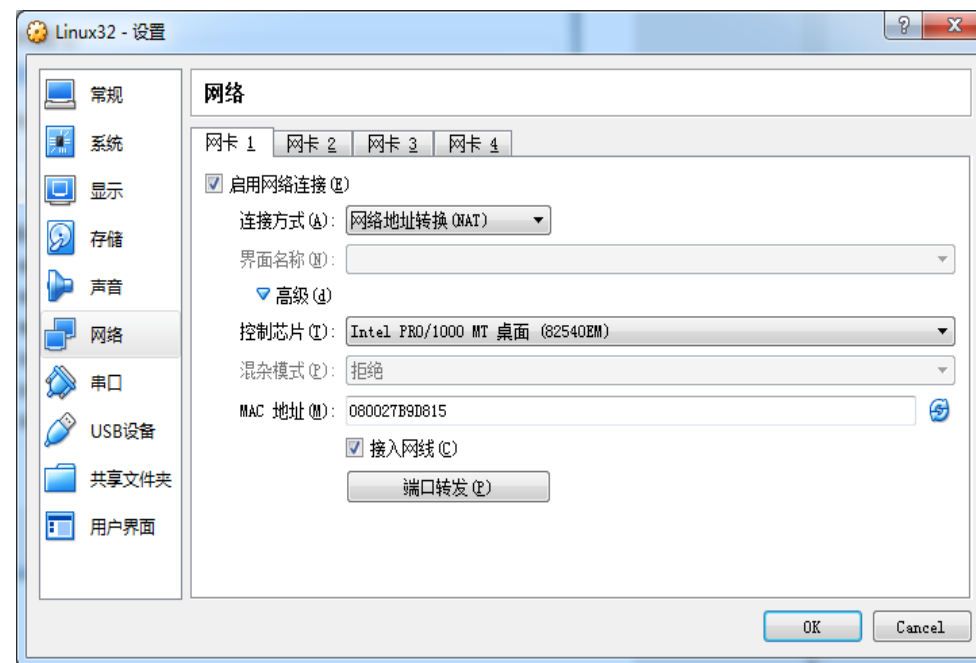 Linux32 - 设置
常规
系统
显示
存储
声音
网络
串口
USB设备
共享文件夹
用户界面
网络
网卡 1 网卡 2 网卡 3 网卡 4
启用网络连接(E)
连接方式(A): 网络地址转换(NAT)
界面名称(N):
高级(d)
控制芯片(T): Intel PRO/1000 MT 桌面 (82540EM)
混杂模式(P): 拒绝
MAC 地址(M): 080027B9D815
接入网线(C)
端口转发(P)
OK Cancel